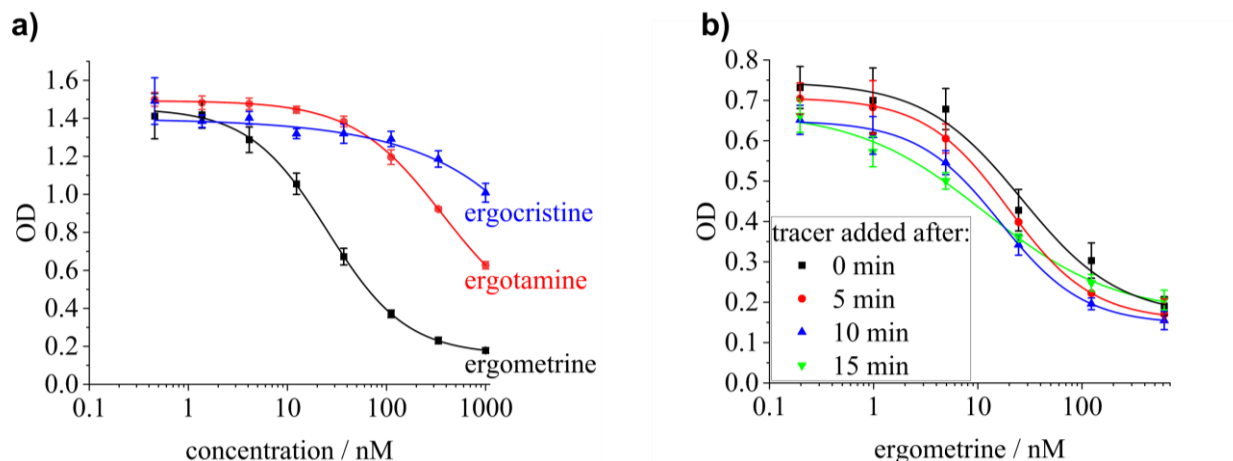 a)
OD
1.6
1.4
1.2
1.0
0.8
0.6
0.4
0.2
0.0
0.1 1 10 100 1000
concentration / nM
ergocristine
ergotamine
ergometrine
b)
OD
0.8
0.7
0.6
0.5
0.4
0.3
0.2
0.1
0.0
0.1 1 10 100
ergometrine / nM
tracer added after:
0 min
5 min
10 min
15 min